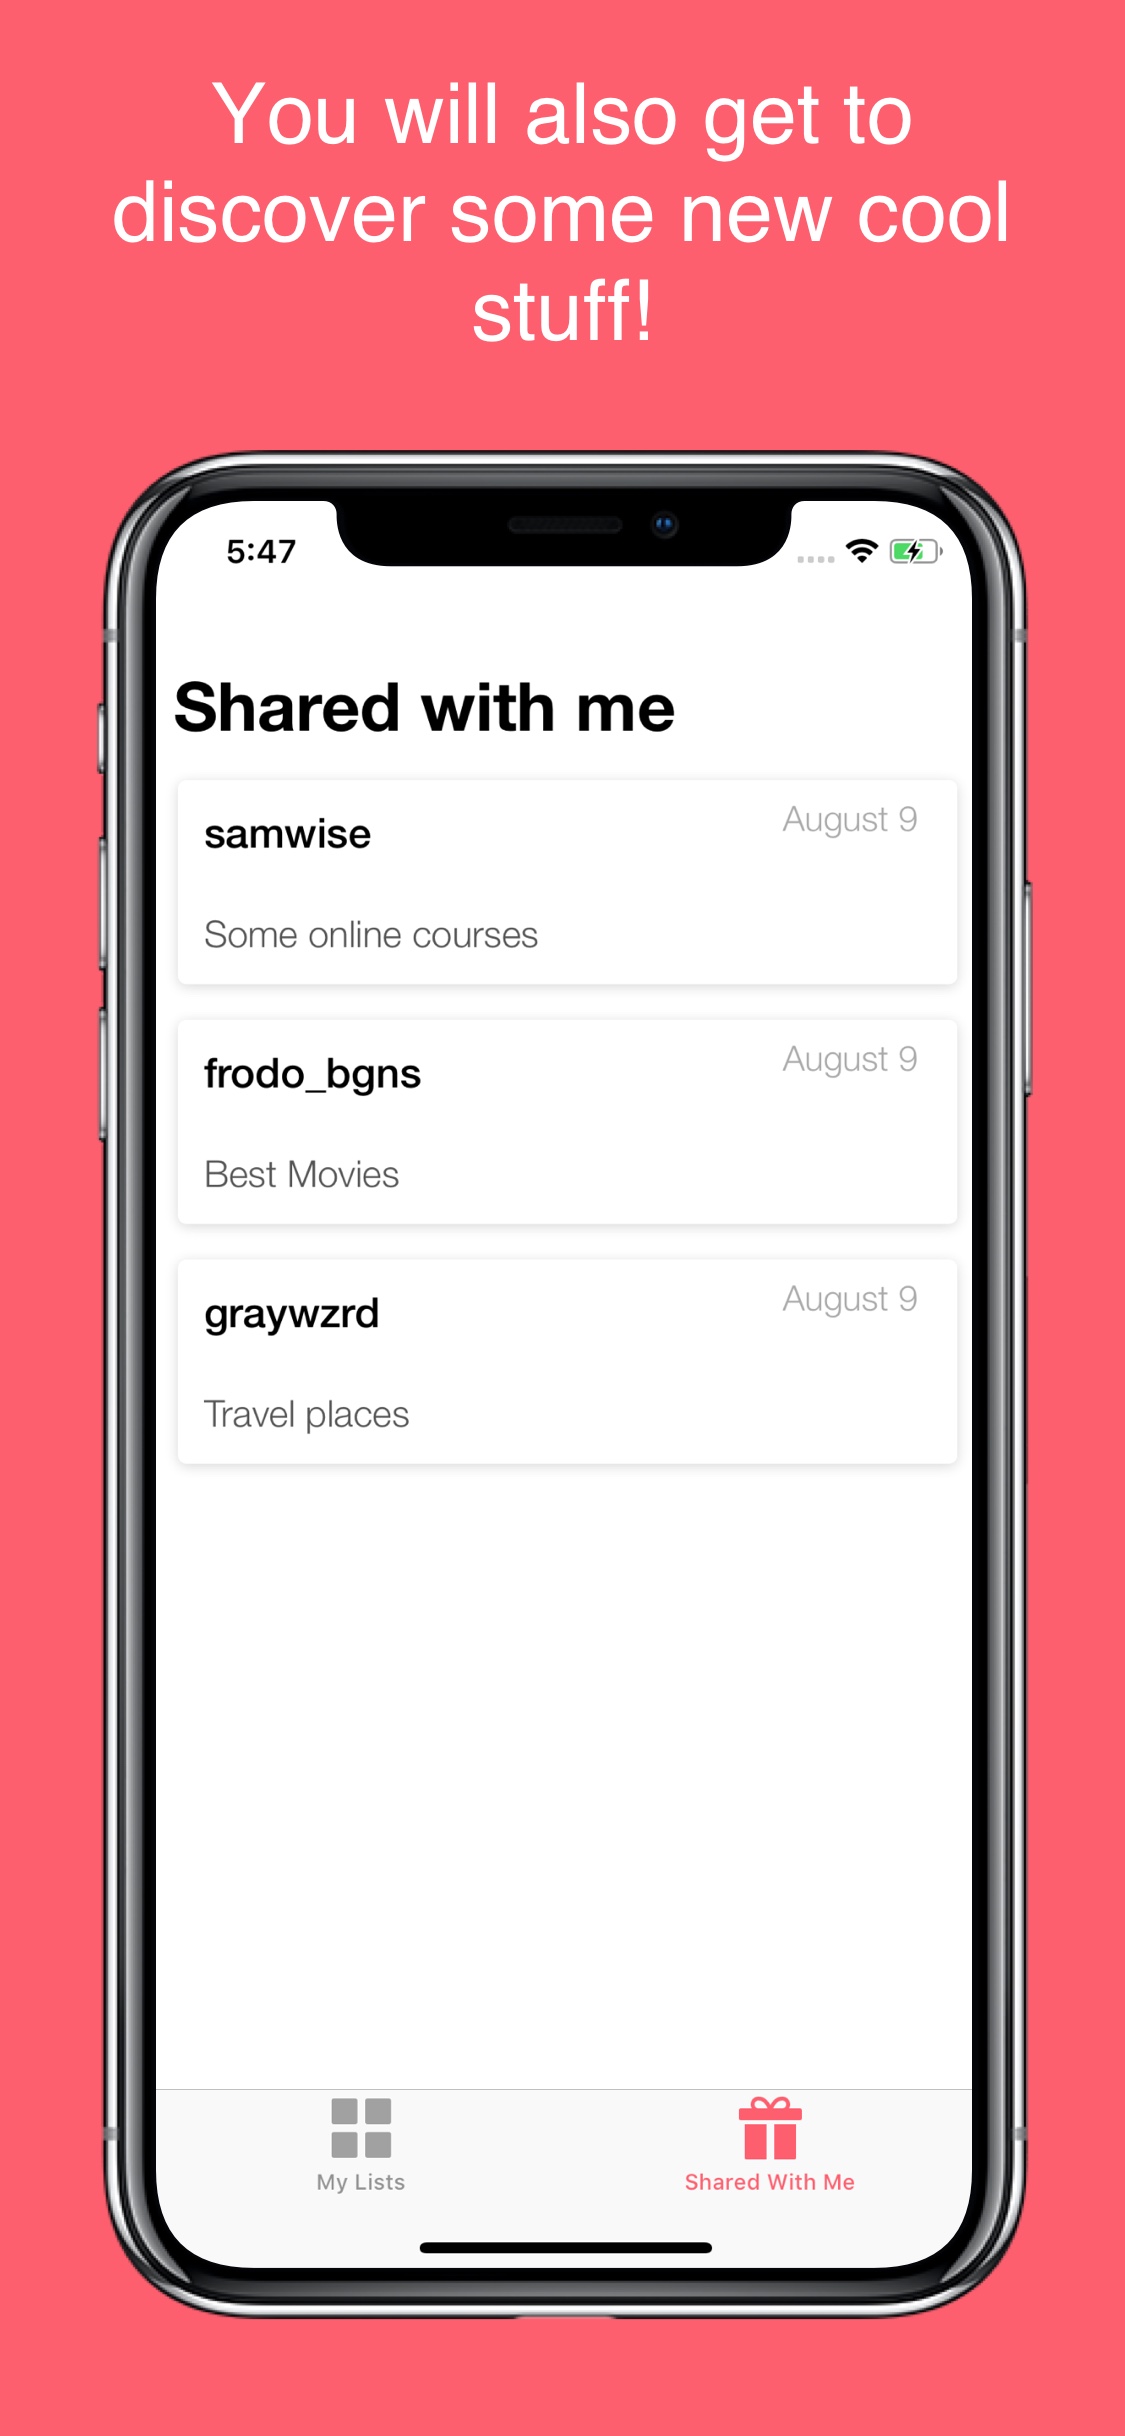 You will also get to
discover some new cool
stuff!
5:47
Shared with me
samwise
August 9
Some online courses
frodo_bgns
August 9
Best Movies
graywzrd
August 9
Travel places
My Lists
Shared With Me